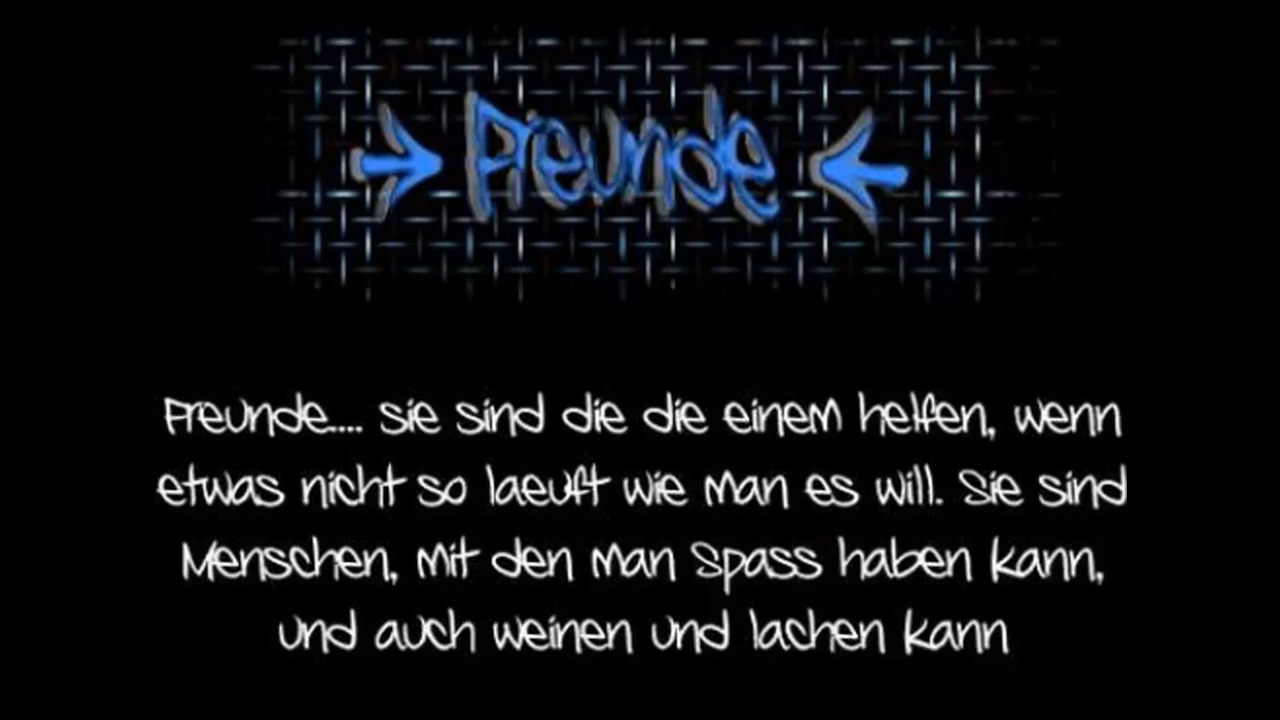 Freunde
Freunde.... sie sind die die einem helfen, wenn
etwas nicht so laeuft wie man es will. Sie sind
Menschen, mit den man Spass haben kann,
und auch weinen und lachen kann